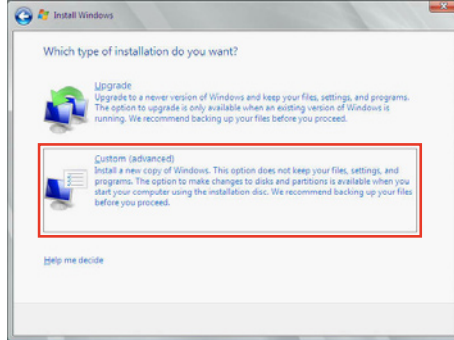 Install Windows
Which type of installation do you want?
Upgrade
Upgrade to a newer version of Windows and keep your files, settings, and programs.
The option to upgrade is only available when an existing version of Windows is
running. We recommend backing up your files before you proceed.
Custom (advanced)
Install a new copy of Windows. This option does not keep your files, settings, and
programs. The option to make changes to disks and partitions is available when you
start your computer using the installation disc. We recommend backing up your files
before you proceed.
Help me decide